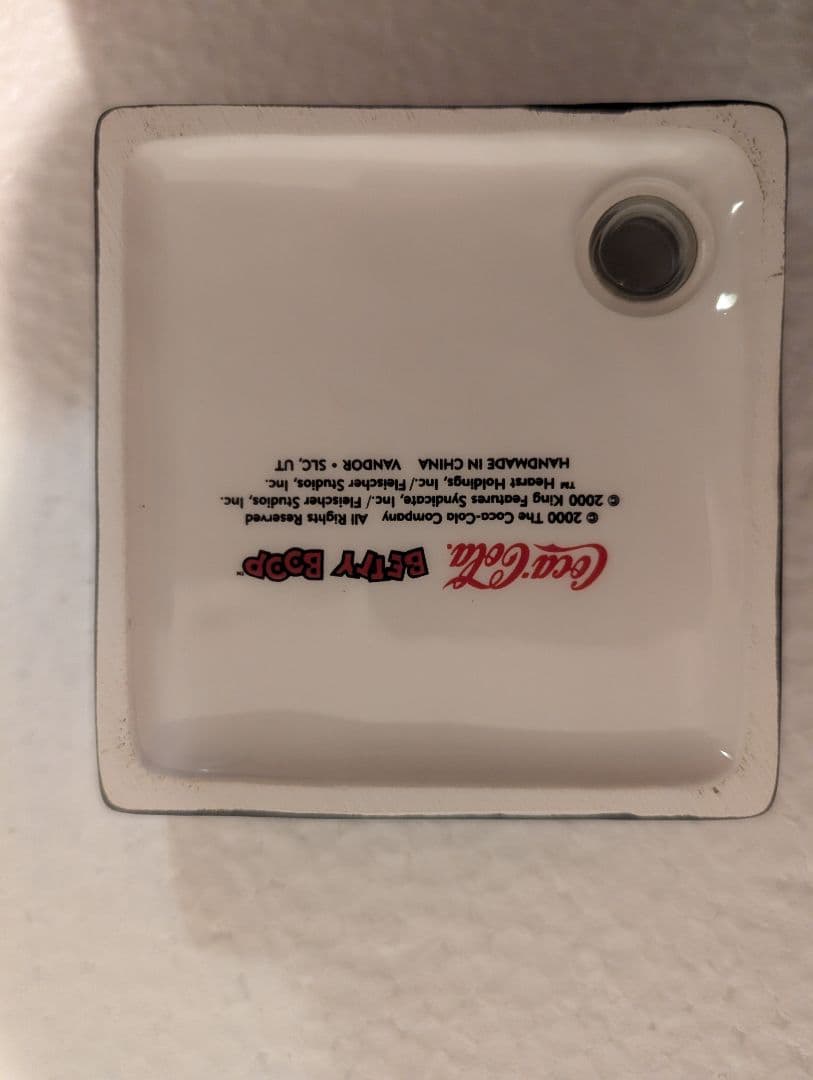 Coca-Cola. BETTY BOOP™
© 2000 The Coca-Cola Company All Rights Reserved
© 2000 King Features Syndicate, Inc./ Fleischer Studios, Inc.
™ Hearst Holdings, Inc./ Fleischer Studios, Inc.
HANDMADE IN CHINA VANDOR • SLC, UT